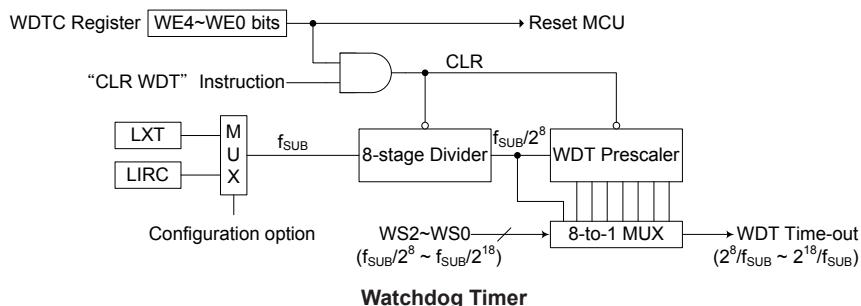 WDTC Register WE4~WE0 bits Reset MCU
CLR
“CLR WDT” Instruction
LXT
LIRC
M
U
X
fSUB
8-stage Divider
fSUB/2^8
WDT Prescaler
Configuration option
WS2~WS0
(fSUB/2^8 ~ fSUB/2^18)
8-to-1 MUX
WDT Time-out
(2^8/fSUB ~ 2^18/fSUB)
Watchdog Timer